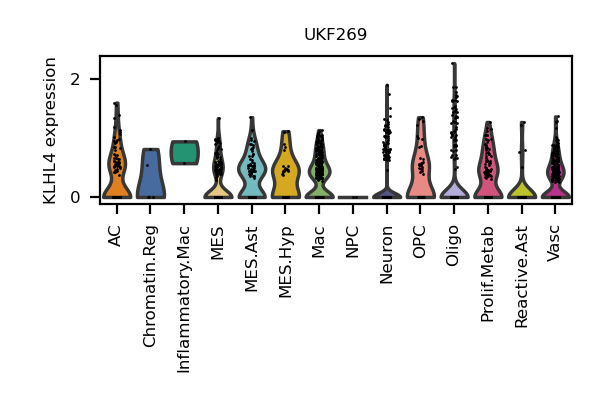 UKF269
KLHL4 expression
2
0
AC
Chromatin.Reg
Inflammatory.Mac
MES
MES.Ast
MES.Hyp
Mac
NPC
Neuron
OPC
Oligo
Prolif.Metab
Reactive.Ast
Vasc